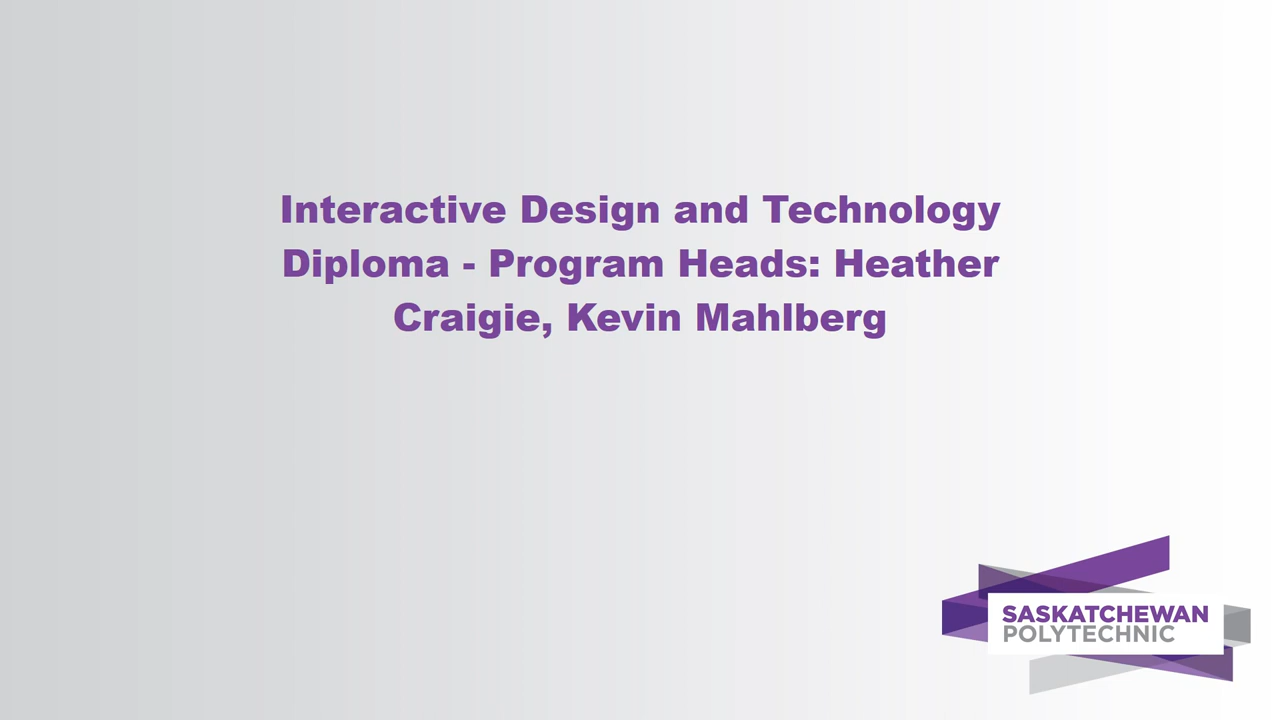 Interactive Design and Technology
Diploma - Program Heads: Heather
Craigie, Kevin Mahlberg
SASKATCHEWAN
POLYTECHNIC